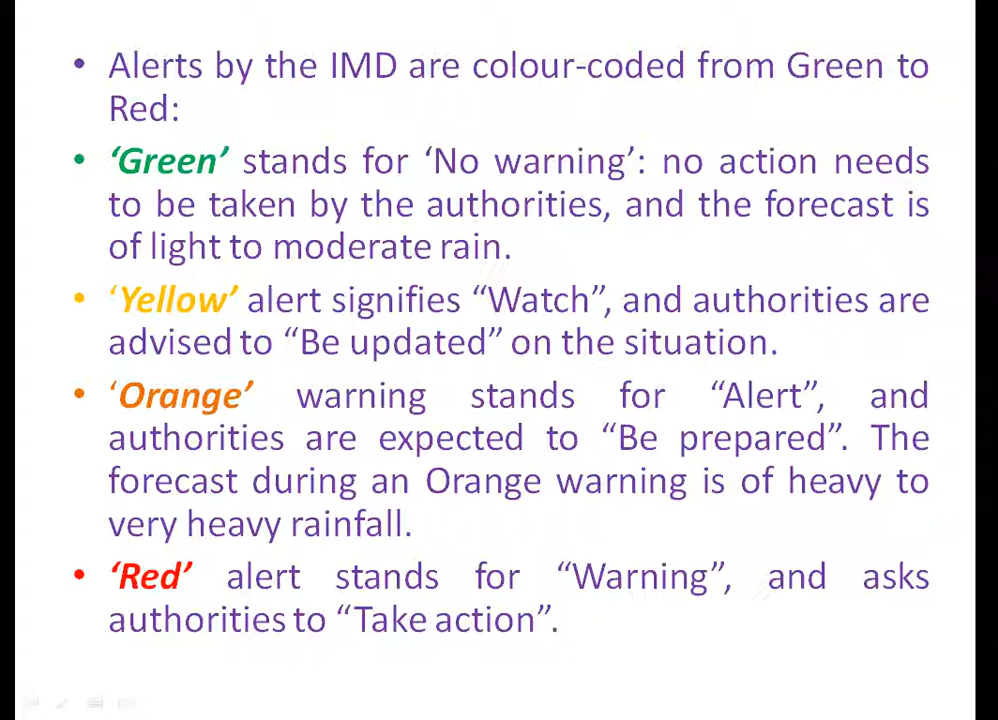 • Alerts by the IMD are colour-coded from Green to
Red:
• ‘Green’ stands for ‘No warning’: no action needs
to be taken by the authorities, and the forecast is
of light to moderate rain.
• ‘Yellow’ alert signifies “Watch”, and authorities are
advised to “Be updated” on the situation.
• ‘Orange’ warning stands for “Alert”, and
authorities are expected to “Be prepared”. The
forecast during an Orange warning is of heavy to
very heavy rainfall.
• ‘Red’ alert stands for “Warning”, and asks
authorities to “Take action”.